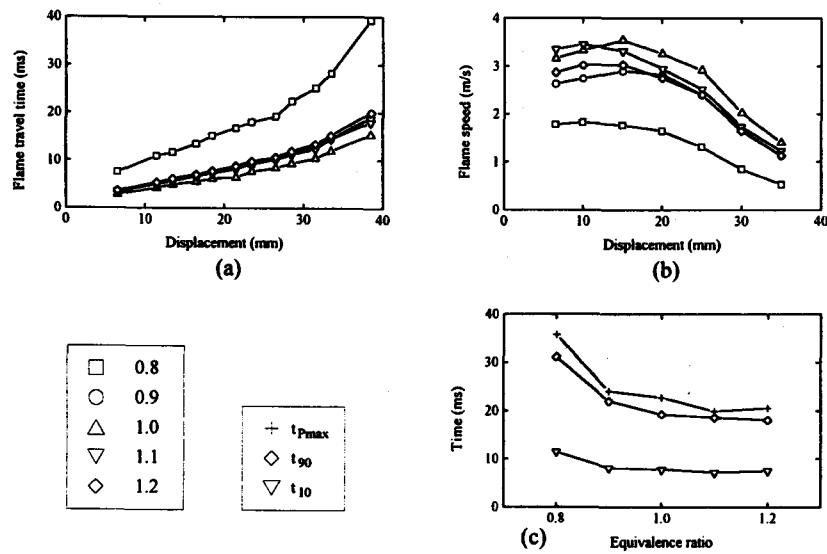 40
30
20
10
0
Flame travel time (ms)
0 10 20 30 40
Displacement (mm)
(a)
4
3
2
1
0
Flame speed (m/s)
0 10 20 30 40
Displacement (mm)
(b)
0.8
0.9
1.0
1.1
1.2
tPmax
t90
t10
40
30
20
10
0
Time (ms)
0.8 1.0 1.2
Equivalence ratio
(c)